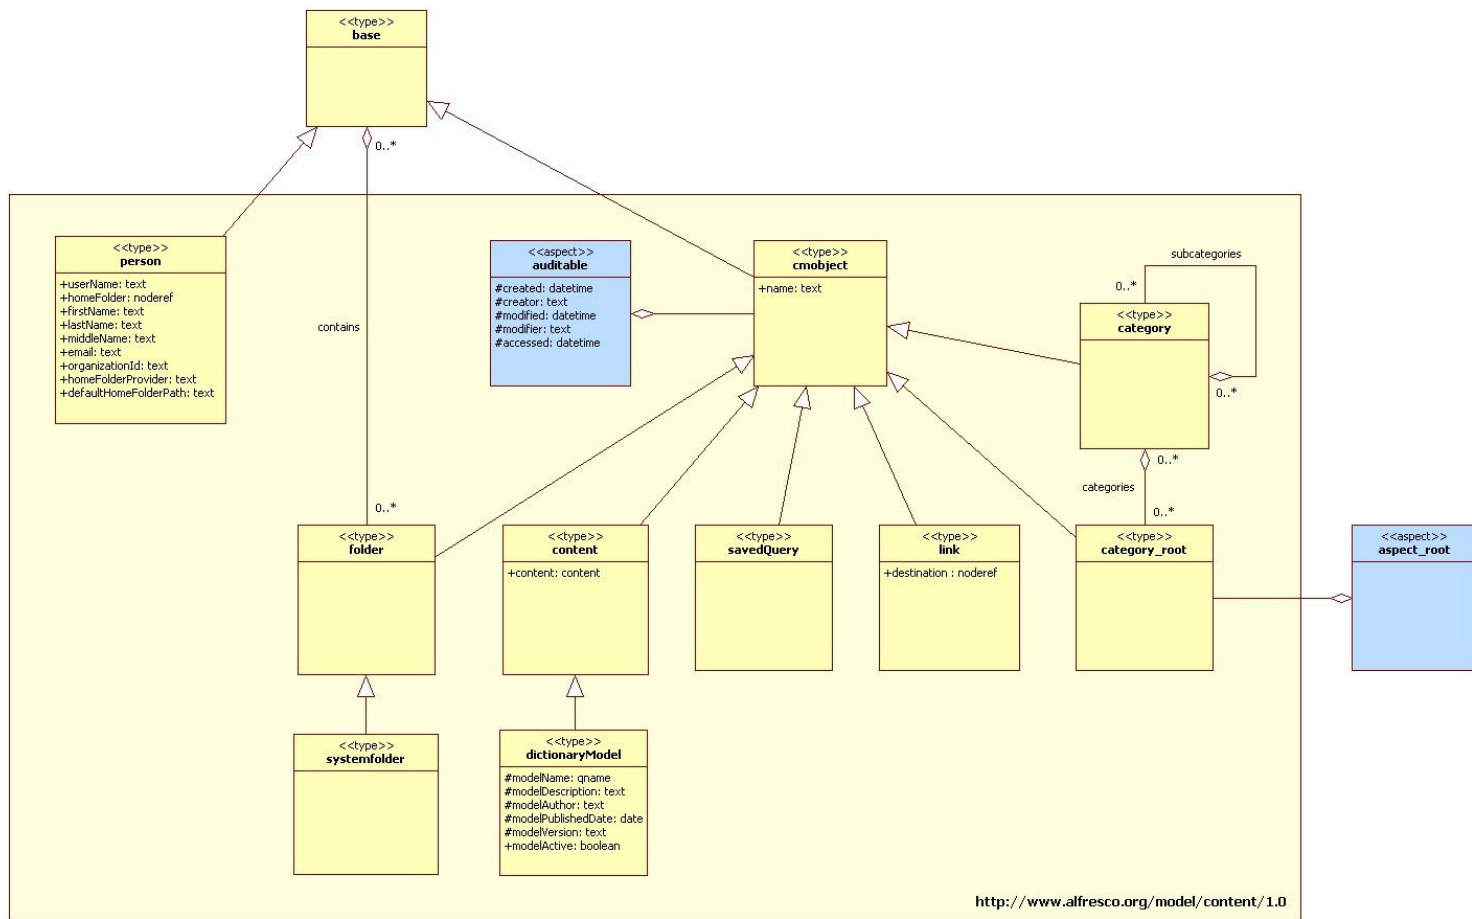 <<type>>
base
0..*
<<type>>
person
+userName: text
+homeFolder: noderef
+firstName: text
+lastName: text
+middleName: text
+email: text
+organizationId: text
+homeFolderProvider: text
+defaultHomeFolderPath: text
contains
0..*
<<aspect>>
auditable
#created: datetime
#creator: text
#modified: datetime
#modifier: text
#accessed: datetime
<<type>>
cmobject
+name: text
subcategories
0..*
<<type>>
category
0..*
0..*
categories
0..*
<<type>>
folder
<<type>>
content
+content: content
<<type>>
savedQuery
<<type>>
link
+destination : noderef
<<type>>
category_root
<<aspect>>
aspect_root
<<type>>
systemfolder
<<type>>
dictionaryModel
#modelName: qname
#modelDescription: text
#modelAuthor: text
#modelPublishedDate: date
#modelVersion: text
+modelActive: boolean
http://www.alfresco.org/model/content/1.0